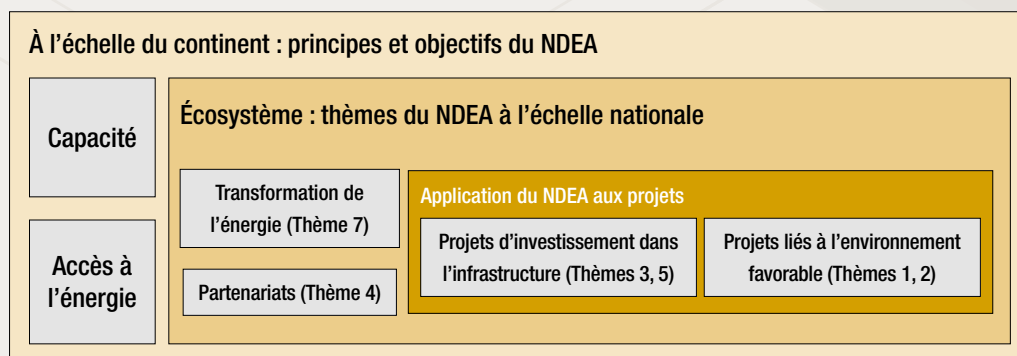 À l’échelle du continent : principes et objectifs du NDEA
Capacité
Accès à
l’énergie
Écosystème : thèmes du NDEA à l’échelle nationale
Transformation de
l’énergie (Thème 7)
Partenariats (Thème 4)
Application du NDEA aux projets
Projets d’investissement dans
l’infrastructure (Thèmes 3, 5)
Projets liés à l’environnement
favorable (Thèmes 1, 2)